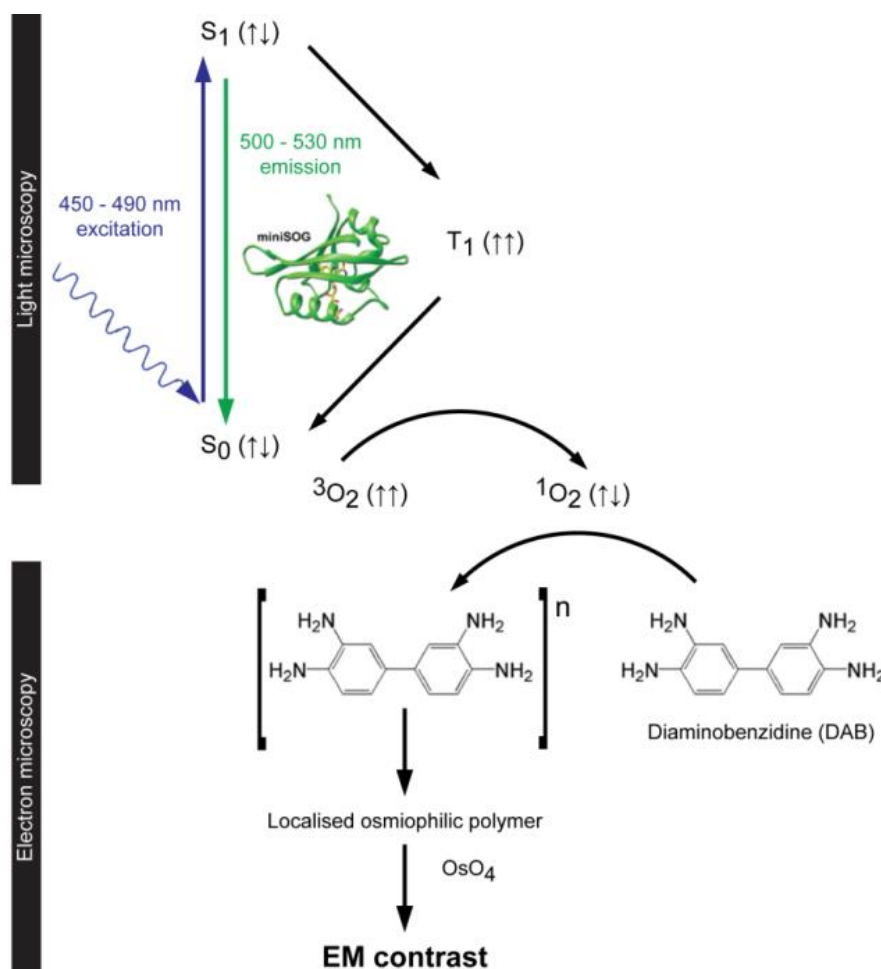 Light microscopy
S1 (↑↓)
500 - 530 nm
emission
450 - 490 nm
excitation
miniSOG
T1 (↑↑)
S0 (↑↓)
3O2 (↑↑)
1O2 (↑↓)
Electron microscopy
n
H2N
NH2
H2N
NH2
H2N
NH2
H2N
NH2
Diaminobenzidine (DAB)
Localised osmiophilic polymer
OsO4
EM contrast